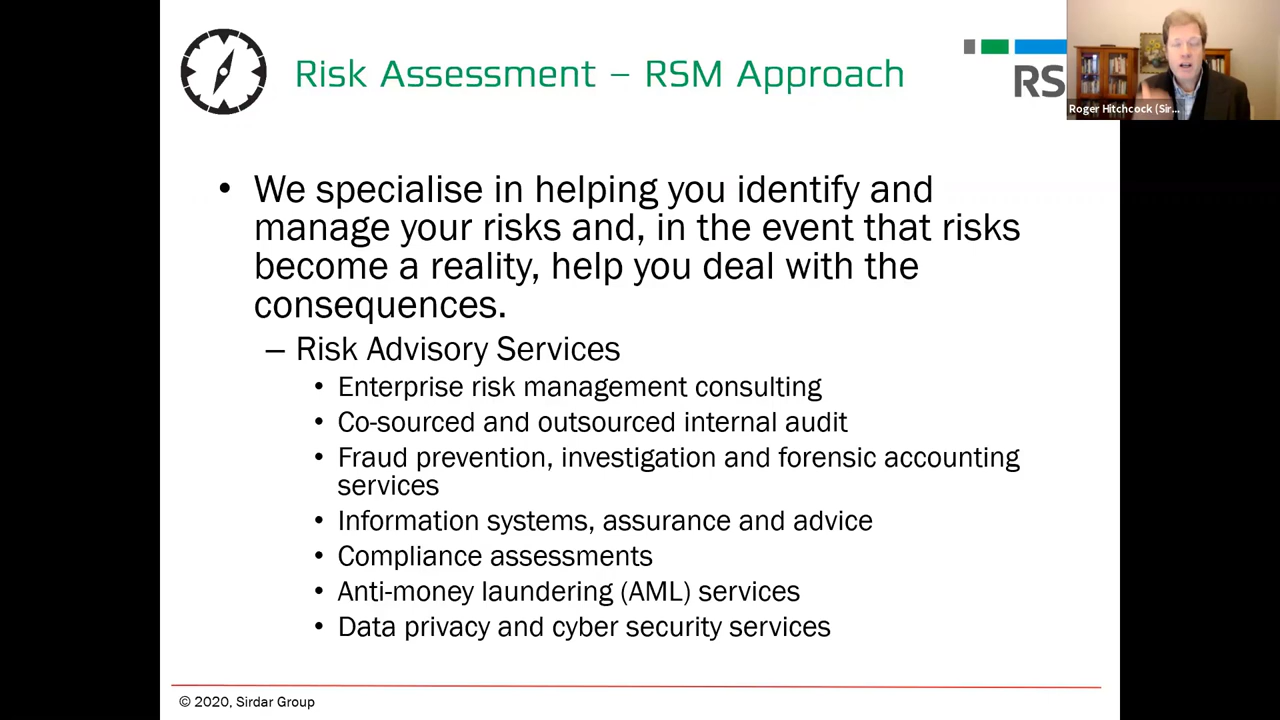 Risk Assessment – RSM Approach
RS
Roger Hitchcock (Sir...
• We specialise in helping you identify and
manage your risks and, in the event that risks
become a reality, help you deal with the
consequences.
– Risk Advisory Services
• Enterprise risk management consulting
• Co-sourced and outsourced internal audit
• Fraud prevention, investigation and forensic accounting
services
• Information systems, assurance and advice
• Compliance assessments
• Anti-money laundering (AML) services
• Data privacy and cyber security services
© 2020, Sirdar Group